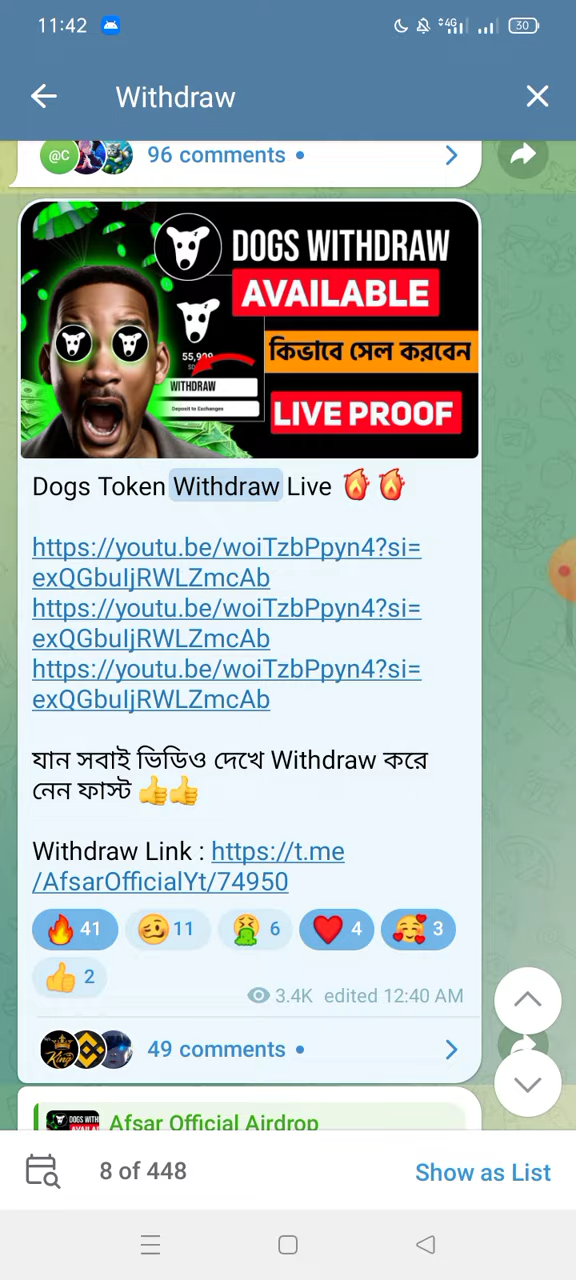 11:42
4G
30
Withdraw
@C
96 comments
DOGS WITHDRAW
AVAILABLE
কিভাবে সেল করবেন
WITHDRAW
Deposit to Exchanges
LIVE PROOF
Dogs Token Withdraw Live
https://youtu.be/woiTzbPpyn4?si=
exQGbuIjRWLZmcAb
https://youtu.be/woiTzbPpyn4?si=
exQGbuIjRWLZmcAb
https://youtu.be/woiTzbPpyn4?si=
exQGbuIjRWLZmcAb
যান সবাই ভিডিও দেখে Withdraw করে
নেন ফাস্ট
Withdraw Link : https://t.me
/AfsarOfficialYt/74950
41 11 6 4 3
2
3.4K edited 12:40 AM
King
49 comments
Afsar Official Airdrop
8 of 448
Show as List